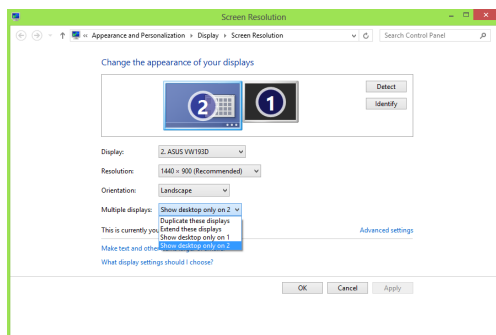 Screen Resolution
« Appearance and Personalization Display Screen Resolution Search Control Panel
Change the appearance of your displays
2 1
Detect
Identify
Display: 2. ASUS VW193D
Resolution: 1440 × 900 (Recommended)
Orientation: Landscape
Multiple displays: Show desktop only on 2
Duplicate these displays
This is currently you Extend these displays Advanced settings
Show desktop only on 1
Make text and othe Show desktop only on 2
What display settings should I choose?
OK Cancel Apply